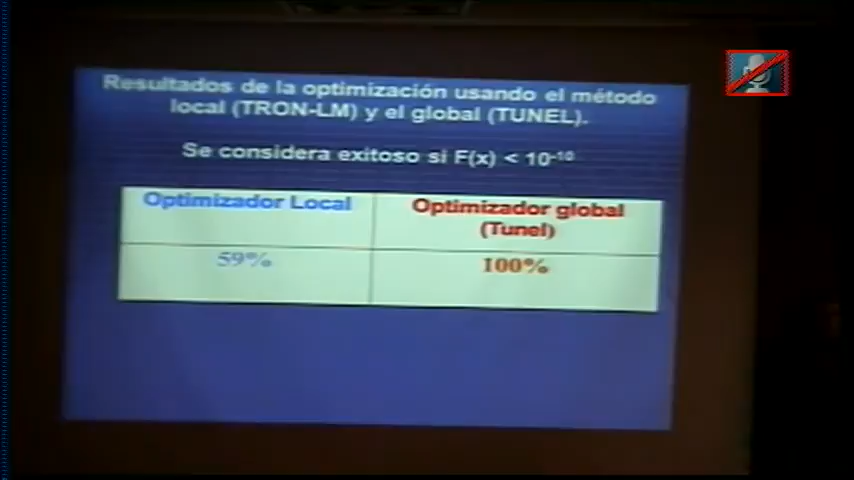 Resultados de la optimización usando el método
local (TRON-LM) y el global (TUNEL).
Se considera exitoso si F(x) < 10⁻¹⁰
Optimizador Local
Optimizador global
(Tunel)
59%
100%